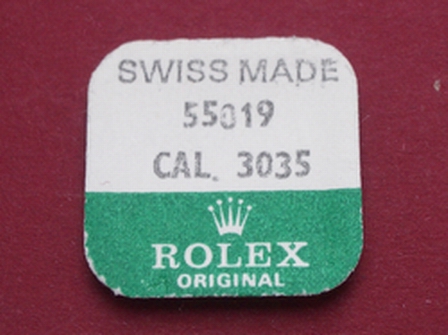 SWISS MADE
55019
CAL. 3035
ROLEX
ORIGINAL